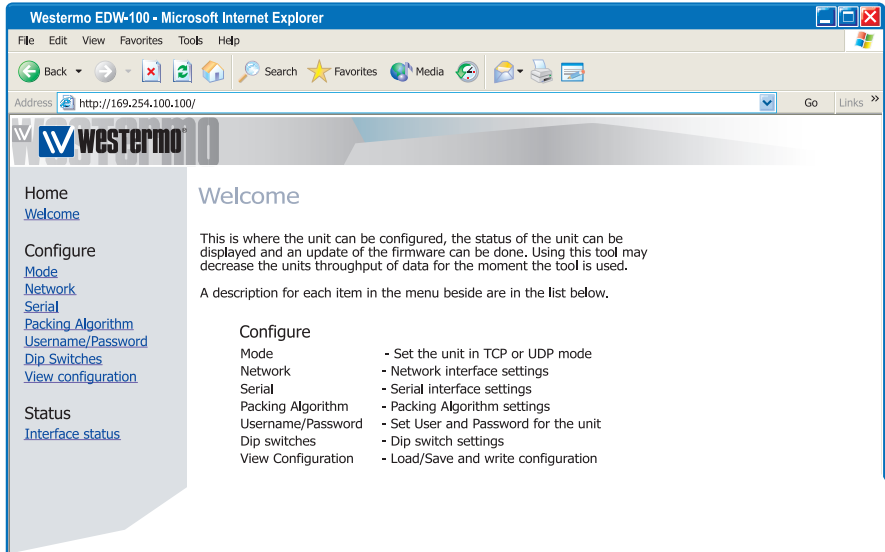 Westermo EDW-100 - Microsoft Internet Explorer
File Edit View Favorites Tools Help
Back Search Favorites Media
Address http://169.254.100.100/ Go Links »
westermo®
Home
Welcome
Configure
Mode
Network
Serial
Packing Algorithm
Username/Password
Dip Switches
View configuration
Status
Interface status
Welcome
This is where the unit can be configured, the status of the unit can be
displayed and an update of the firmware can be done. Using this tool may
decrease the units throughput of data for the moment the tool is used.
A description for each item in the menu beside are in the list below.
Configure
Mode - Set the unit in TCP or UDP mode
Network - Network interface settings
Serial - Serial interface settings
Packing Algorithm - Packing Algorithm settings
Username/Password - Set User and Password for the unit
Dip switches - Dip switch settings
View Configuration - Load/Save and write configuration